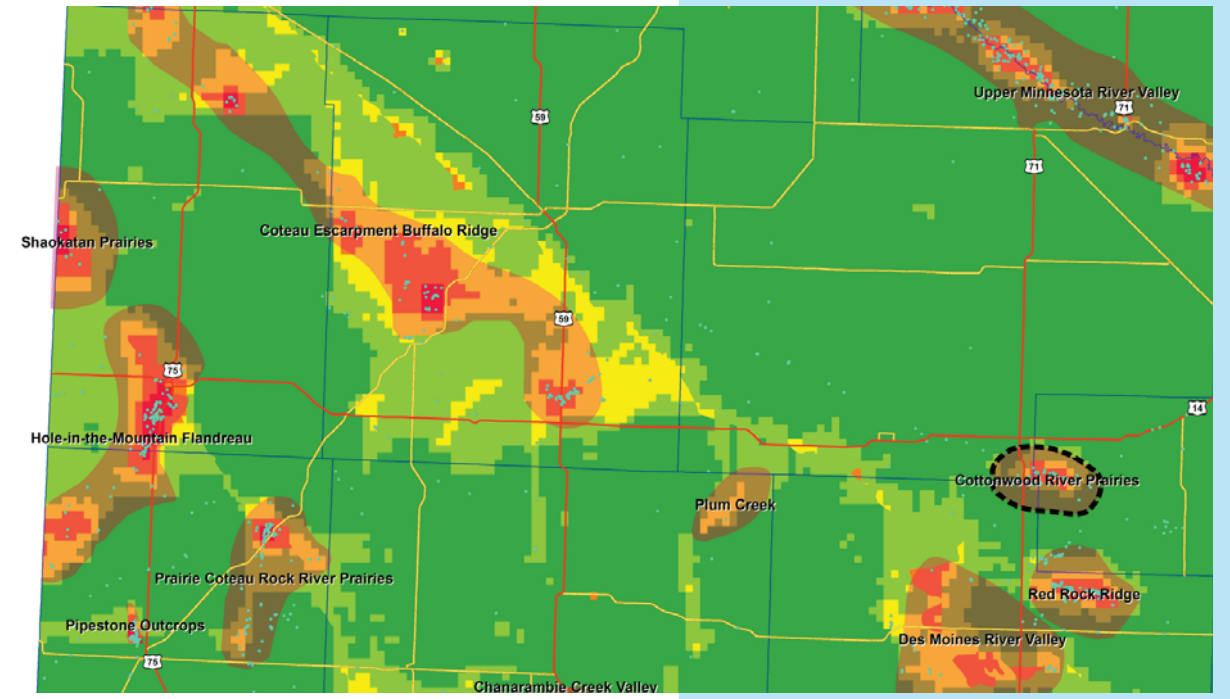 Upper Minnesota River Valley
71
59
71
Coteau Escarpment Buffalo Ridge
Shaokatan Prairies
59
75
14
Hole-in-the-Mountain Flandreau
Cottonwood River Prairies
Plum Creek
Prairie Coteau Rock River Prairies
Red Rock Ridge
Pipestone Outcrops
Des Moines River Valley
75
Chanarambie Creek Valley